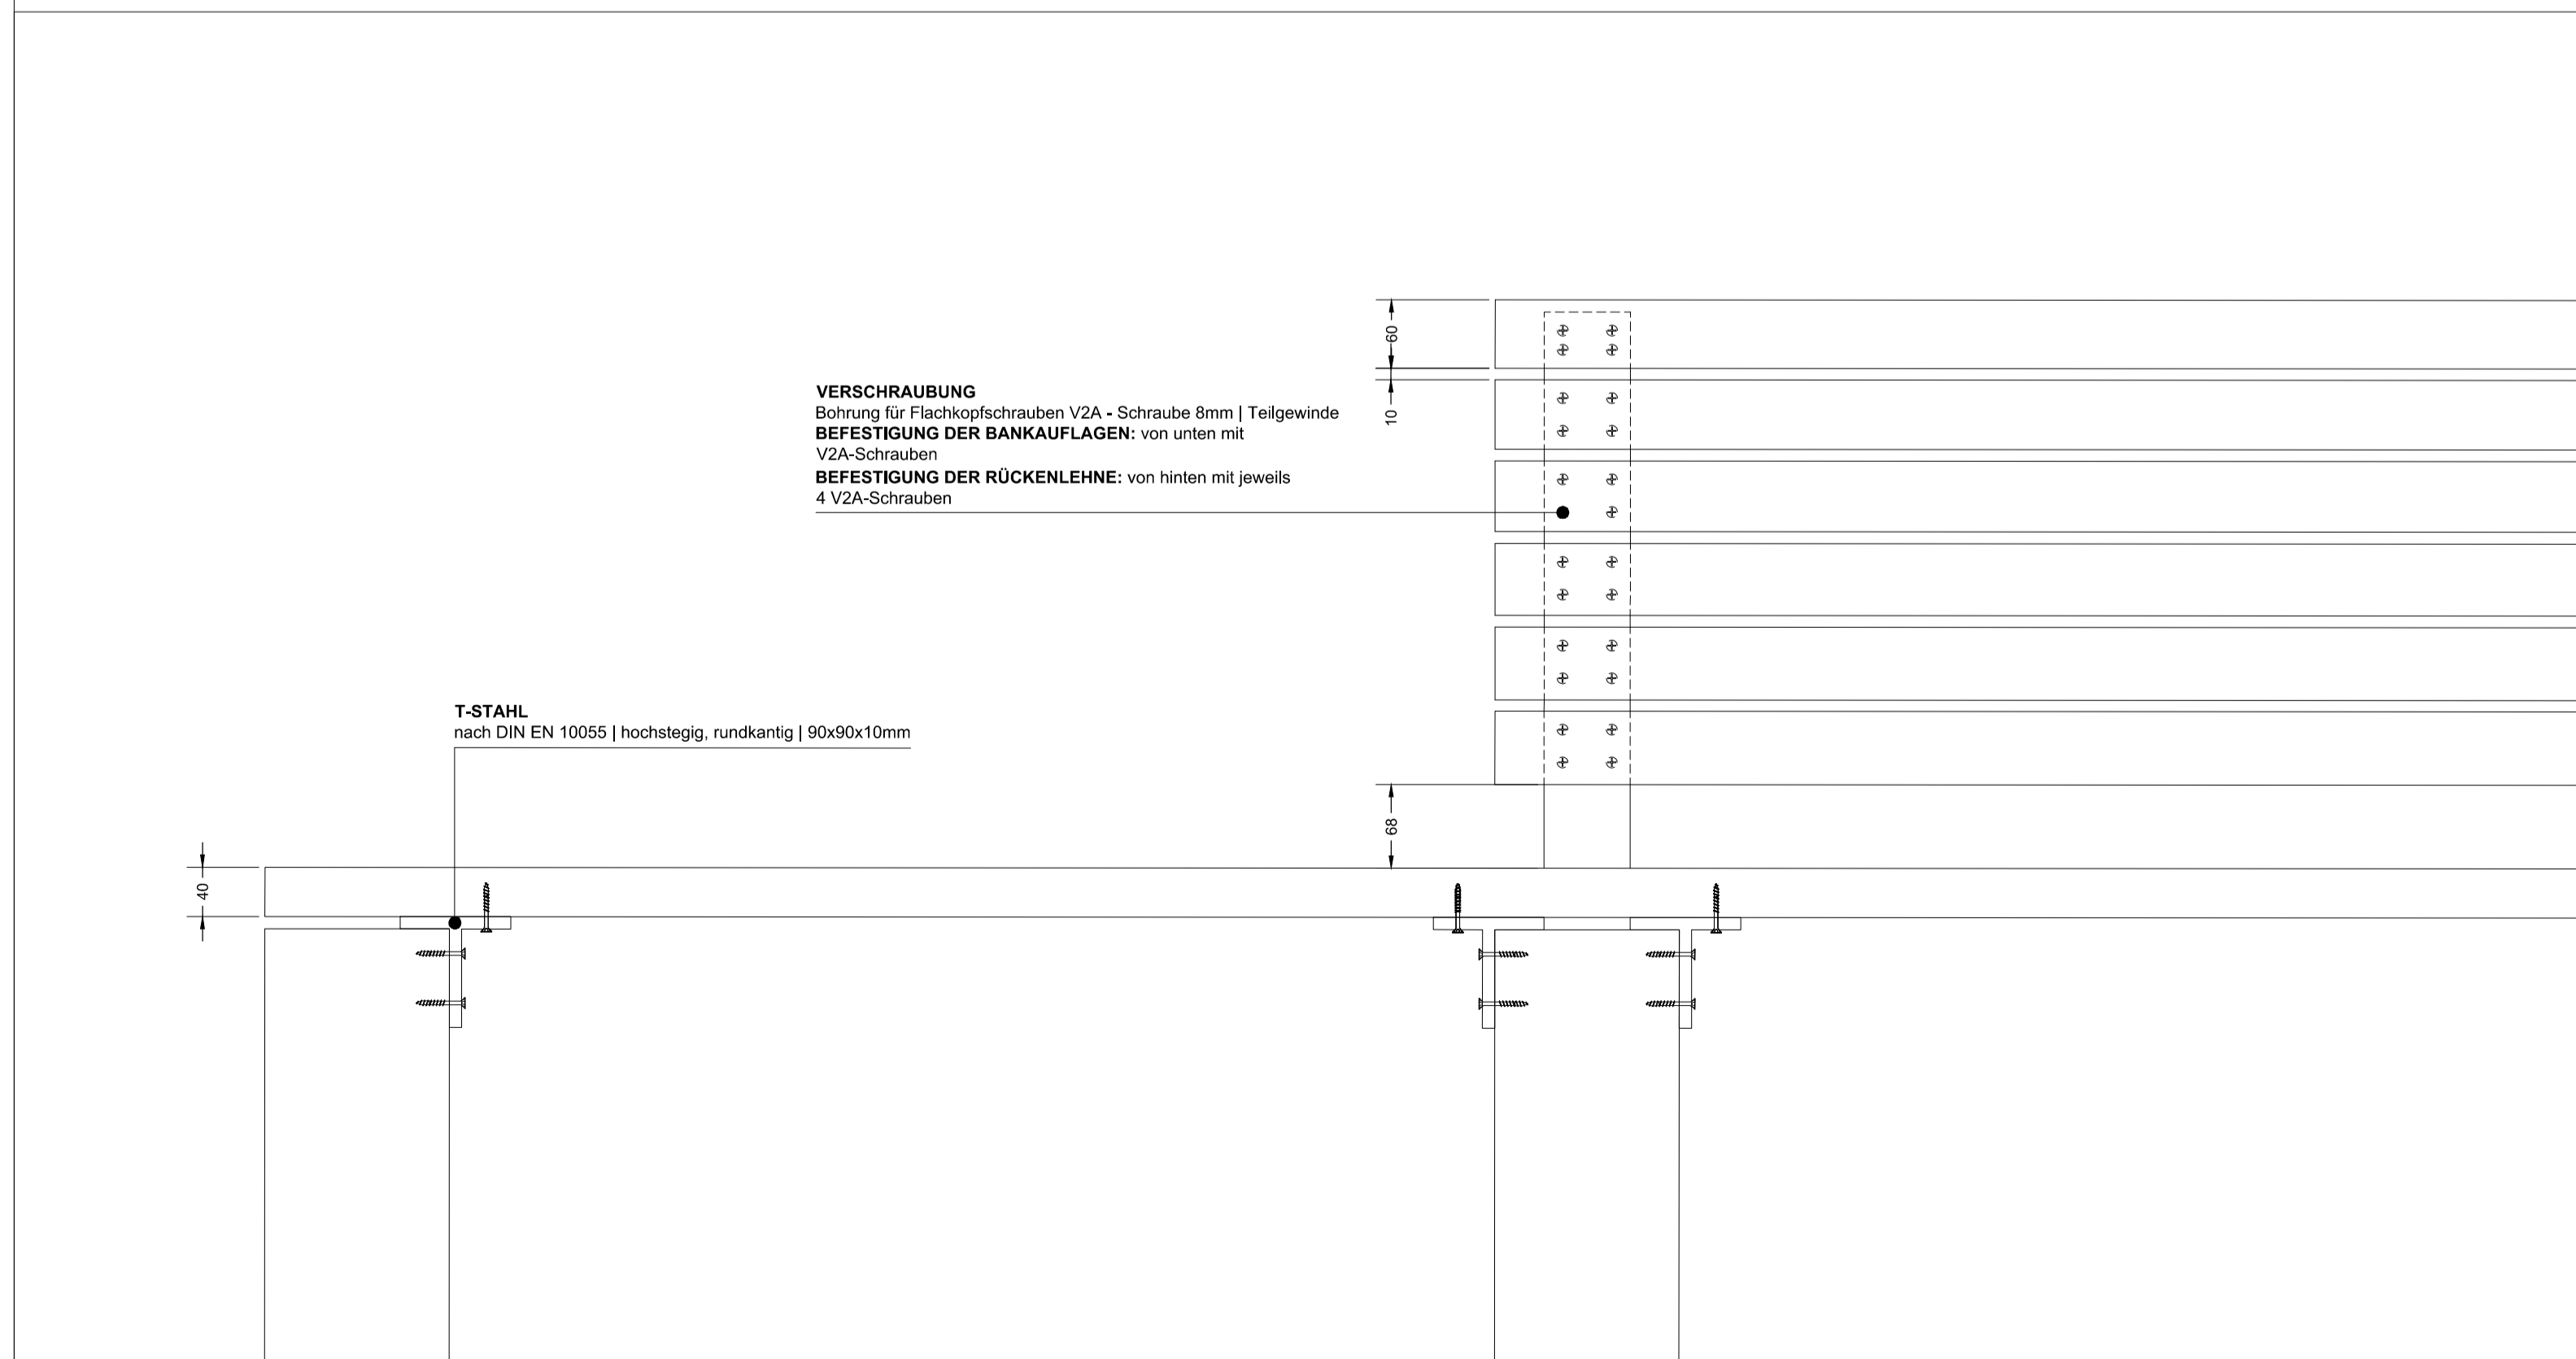 60
VERSCHRAUBUNG
Bohrung für Flachkopfschrauben V2A - Schraube 8mm | Teilgewinde
BEFESTIGUNG DER BANKAUFLAGEN: von unten mit
V2A-Schrauben
BEFESTIGUNG DER RÜCKENLEHNE: von hinten mit jeweils
4 V2A-Schrauben
10
T-STAHL
nach DIN EN 10055 | hochstegig, rundkantig | 90x90x10mm
68
40